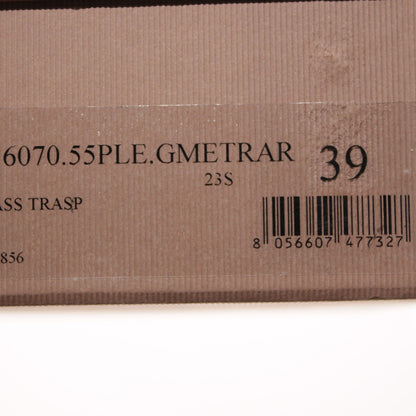 6070.55PLE.GMETRAR 39
23S
ASS TRASP
8 056607 477327
856